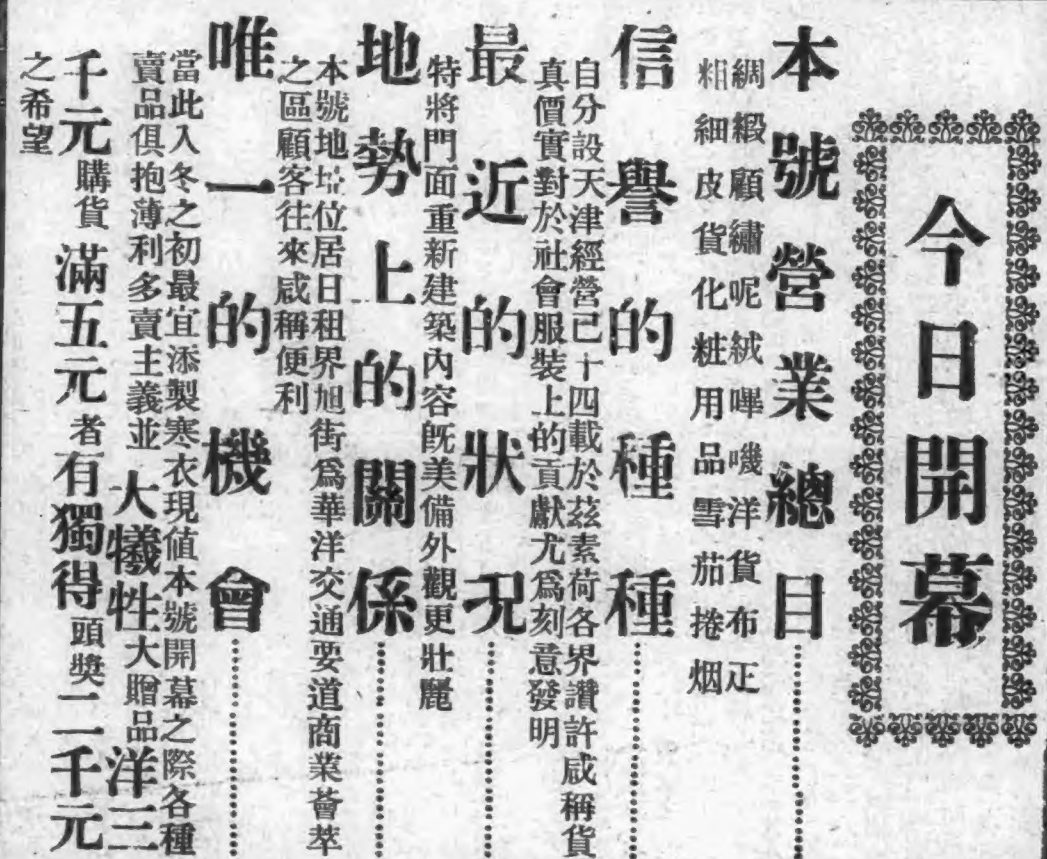 今日開幕
本號營業總目
綢緞顧繡呢絨嗶嘰洋貨布疋
粗細皮貨化粧用品雪茄捲烟
信譽的種種
自分設天津經營已十四載於茲素荷各界讚許咸稱貨
真價實對於社會服裝上的貢獻尤爲刻意發明
最近的狀況
特將門面重新建築內容旣美備外觀更壯麗
地勢上的關係
本號地址位居日租界旭街爲華洋交通要道商業薈萃
之區顧客往來咸稱便利
唯一的機會
當此入冬之初最宜添製寒衣現値本號開幕之際各種
賣品俱抱薄利多賣主義並大犧牲大贈品洋三
千元購貨滿五元者有獨得頭獎二千元
之希望